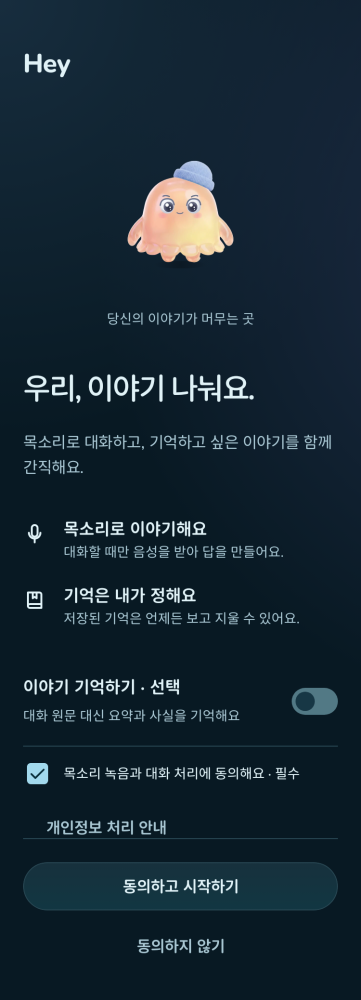 Hey
당신의 이야기가 머무는 곳
우리, 이야기 나눠요.
목소리로 대화하고, 기억하고 싶은 이야기를 함께
간직해요.
목소리로 이야기해요
대화할 때만 음성을 받아 답을 만들어요.
기억은 내가 정해요
저장된 기억은 언제든 보고 지울 수 있어요.
이야기 기억하기 · 선택
대화 원문 대신 요약과 사실을 기억해요
목소리 녹음과 대화 처리에 동의해요 · 필수
개인정보 처리 안내
동의하고 시작하기
동의하지 않기